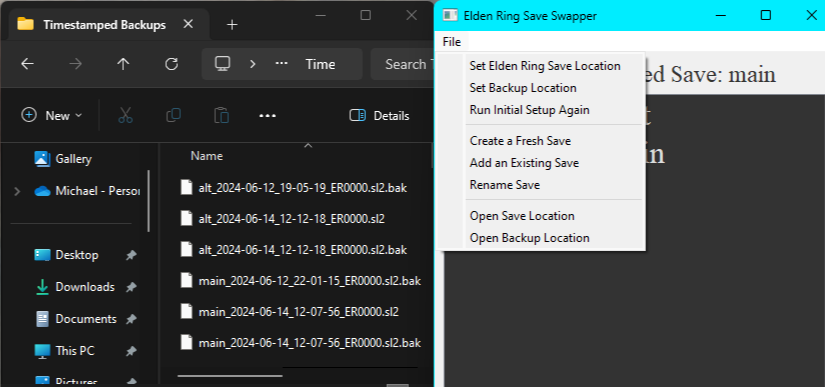 Timestamped Backups
Time
Search T
New
Details
Gallery
Michael - Person
Desktop
Downloads
Documents
This PC
Pictures
Name
alt_2024-06-12_19-05-19_ER0000.sl2.bak
alt_2024-06-14_12-12-18_ER0000.sl2
alt_2024-06-14_12-12-18_ER0000.sl2.bak
main_2024-06-12_22-01-15_ER0000.sl2.bak
main_2024-06-14_12-07-56_ER0000.sl2
main_2024-06-14_12-07-56_ER0000.sl2.bak
Elden Ring Save Swapper
File
ed Save: main
t
in
Set Elden Ring Save Location
Set Backup Location
Run Initial Setup Again
Create a Fresh Save
Add an Existing Save
Rename Save
Open Save Location
Open Backup Location